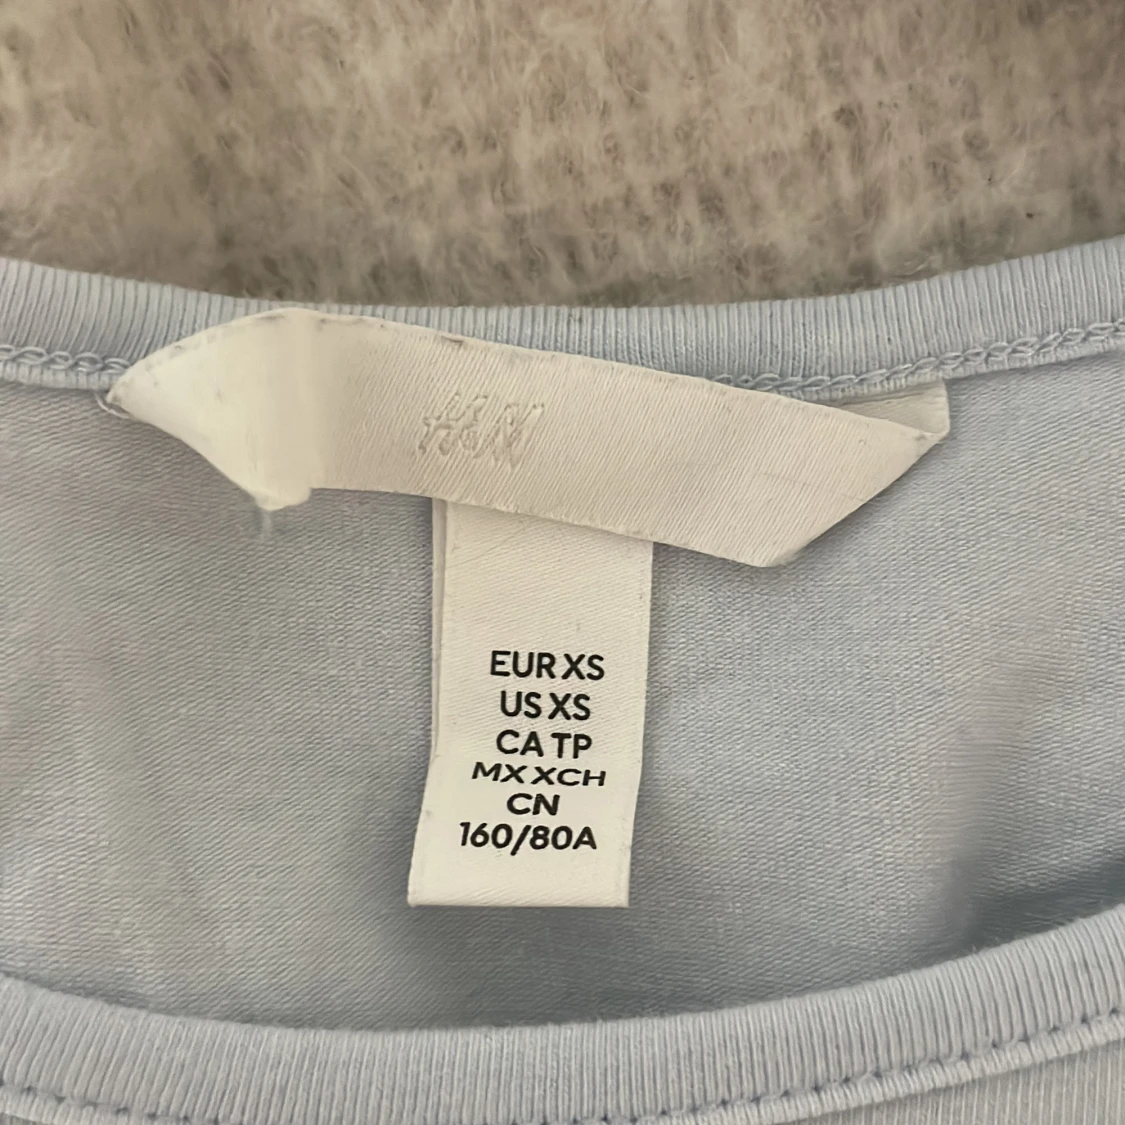 H&M
EUR XS
US XS
CA TP
MX XCH
CN
160/80A